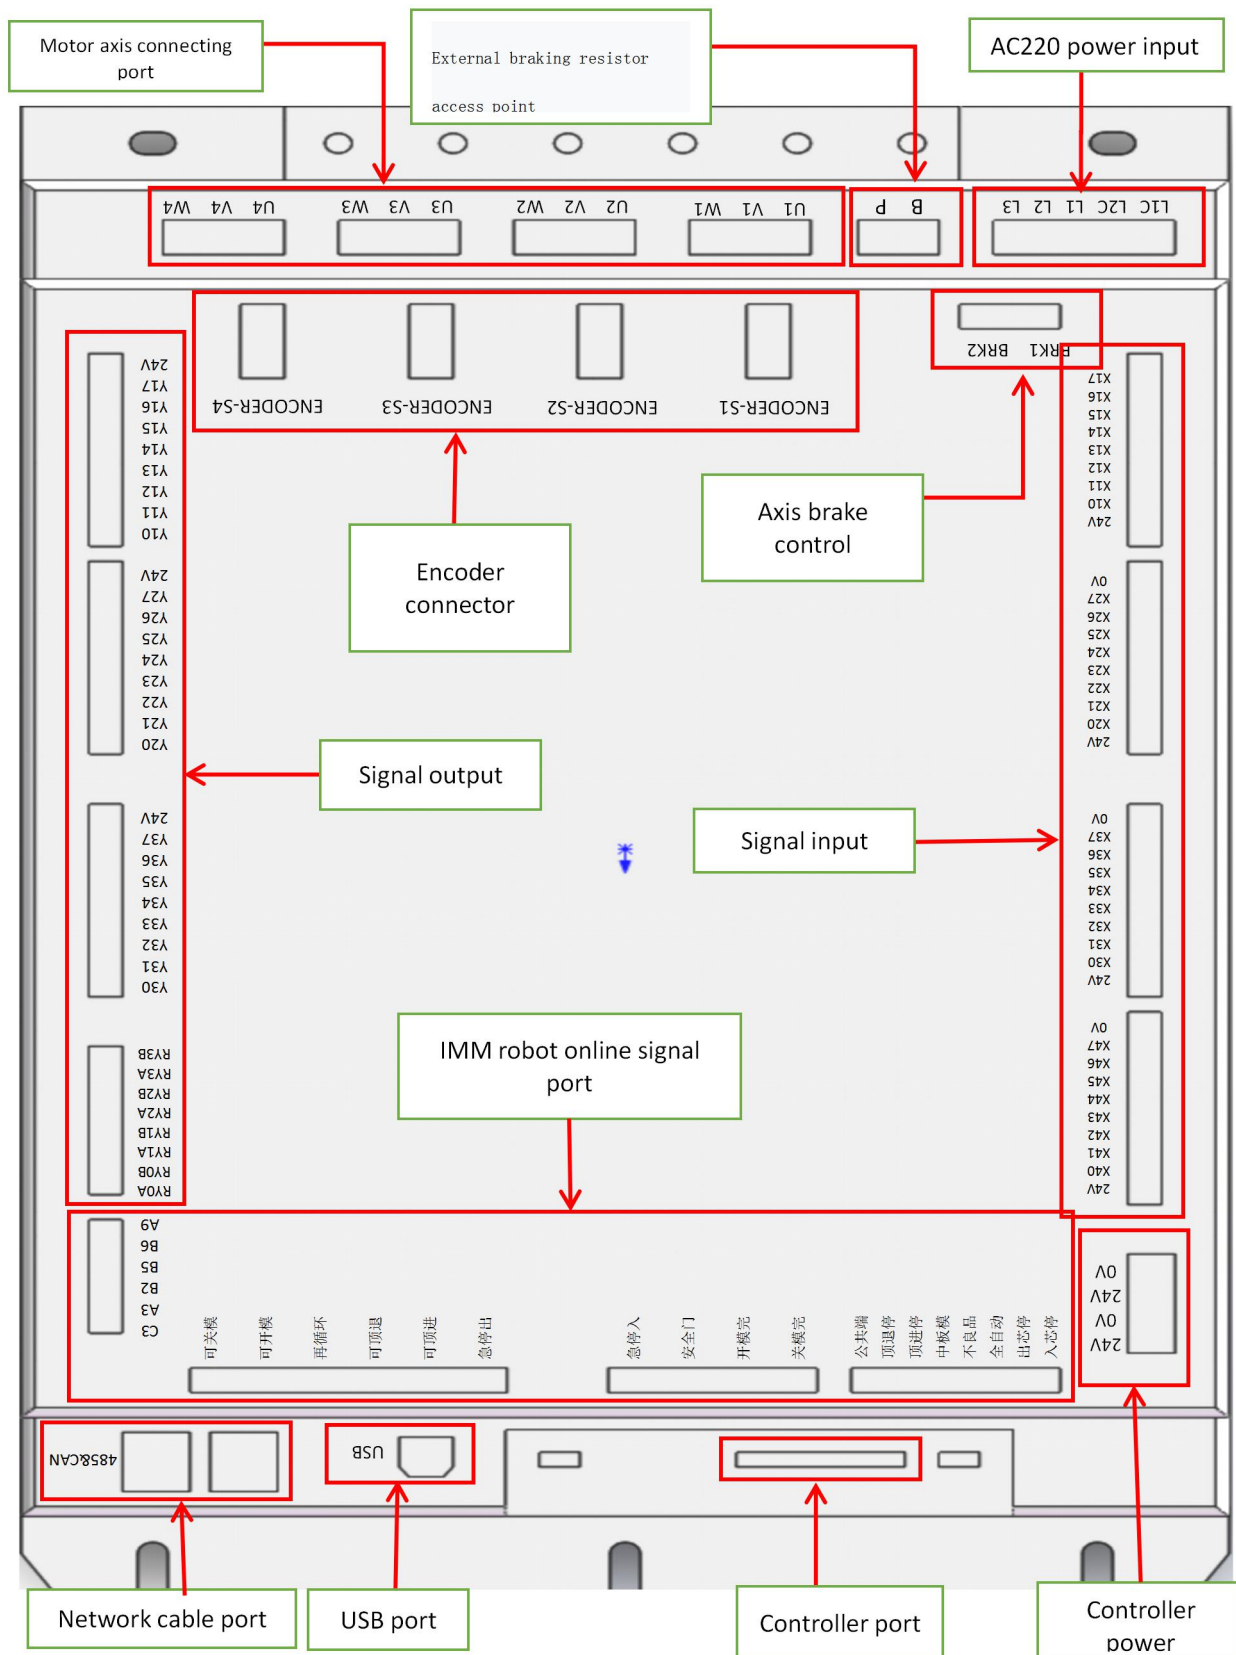 Motor axis connecting
port
External braking resistor
access point
AC220 power input
W4 V4 U4
W3 V3 U3
W2 V2 U2
W1 V1 U1
P B
L3 L2 L1 L2C L1C
ENCODER-S4
ENCODER-S3
ENCODER-S2
ENCODER-S1
BRK2 BRK1
24V
Y17
Y16
Y15
Y14
Y13
Y12
Y11
Y10
24V
Y27
Y26
Y25
Y24
Y23
Y22
Y21
Y20
24V
Y37
Y36
Y35
Y34
Y33
Y32
Y31
Y30
RY3B
RY3A
RY2B
RY2A
RY1B
RY1A
RY0B
RY0A
Encoder
connector
Axis brake
control
Signal output
Signal input
IMM robot online signal
port
X17
X16
X15
X14
X13
X12
X11
X10
24V
0V
X27
X26
X25
X24
X23
X22
X21
X20
24V
0V
X37
X36
X35
X34
X33
X32
X31
X30
24V
0V
X47
X46
X45
X44
X43
X42
X41
X40
24V
A9
B6
B5
B2
A3
C3
可关模
可开模
再循环
可顶退
可顶进
急停出
急停入
安全门
开模完
关模完
公共端
顶退停
顶进停
中板模
不良品
全自动
出芯停
入芯停
0V
24V
0V
24V
485&CAN
USB
Network cable port
USB port
Controller port
Controller
power